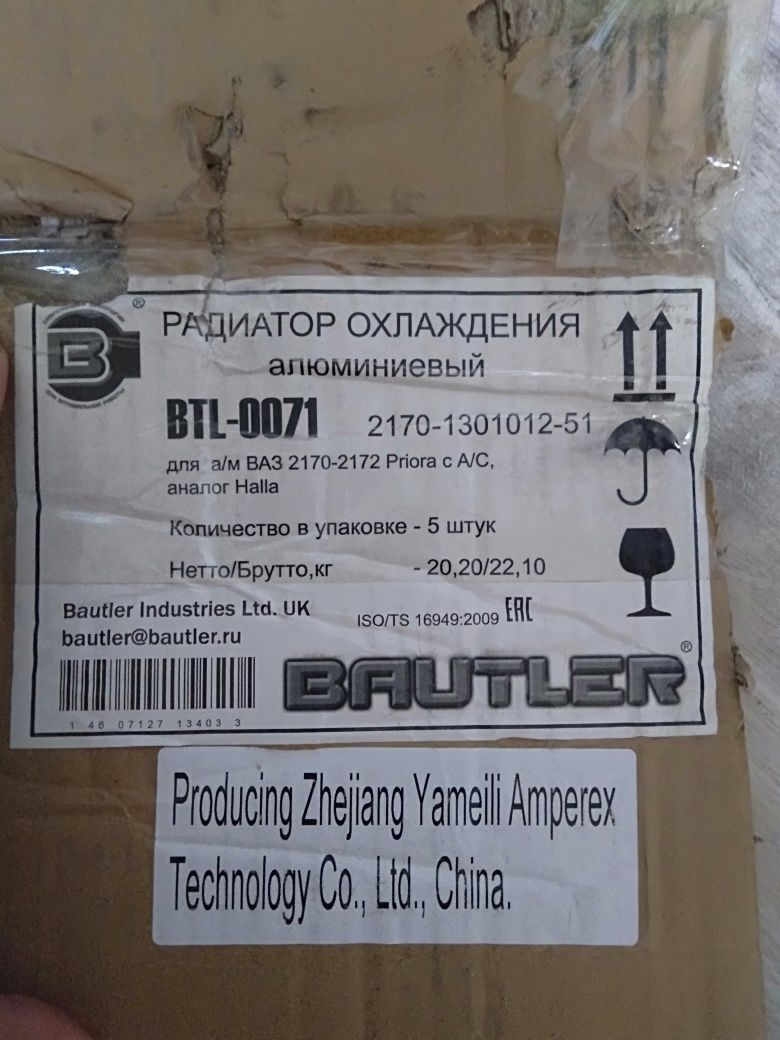 ®
РАДИАТОР ОХЛАЖДЕНИЯ
алюминиевый
B
BTL-0071 2170-1301012-51
для а/м ВАЗ 2170-2172 Priora с А/С,
аналог Halla
Количество в упаковке - 5 штук
Нетто/Брутто,кг - 20,20/22,10
Bautler Industries Ltd. UK
bautler@bautler.ru
ISO/TS 16949:2009 EAC
BAUTLER®
1 46 07127 13403 3
Producing Zhejiang Yameili Amperex
Technology Co., Ltd., China.